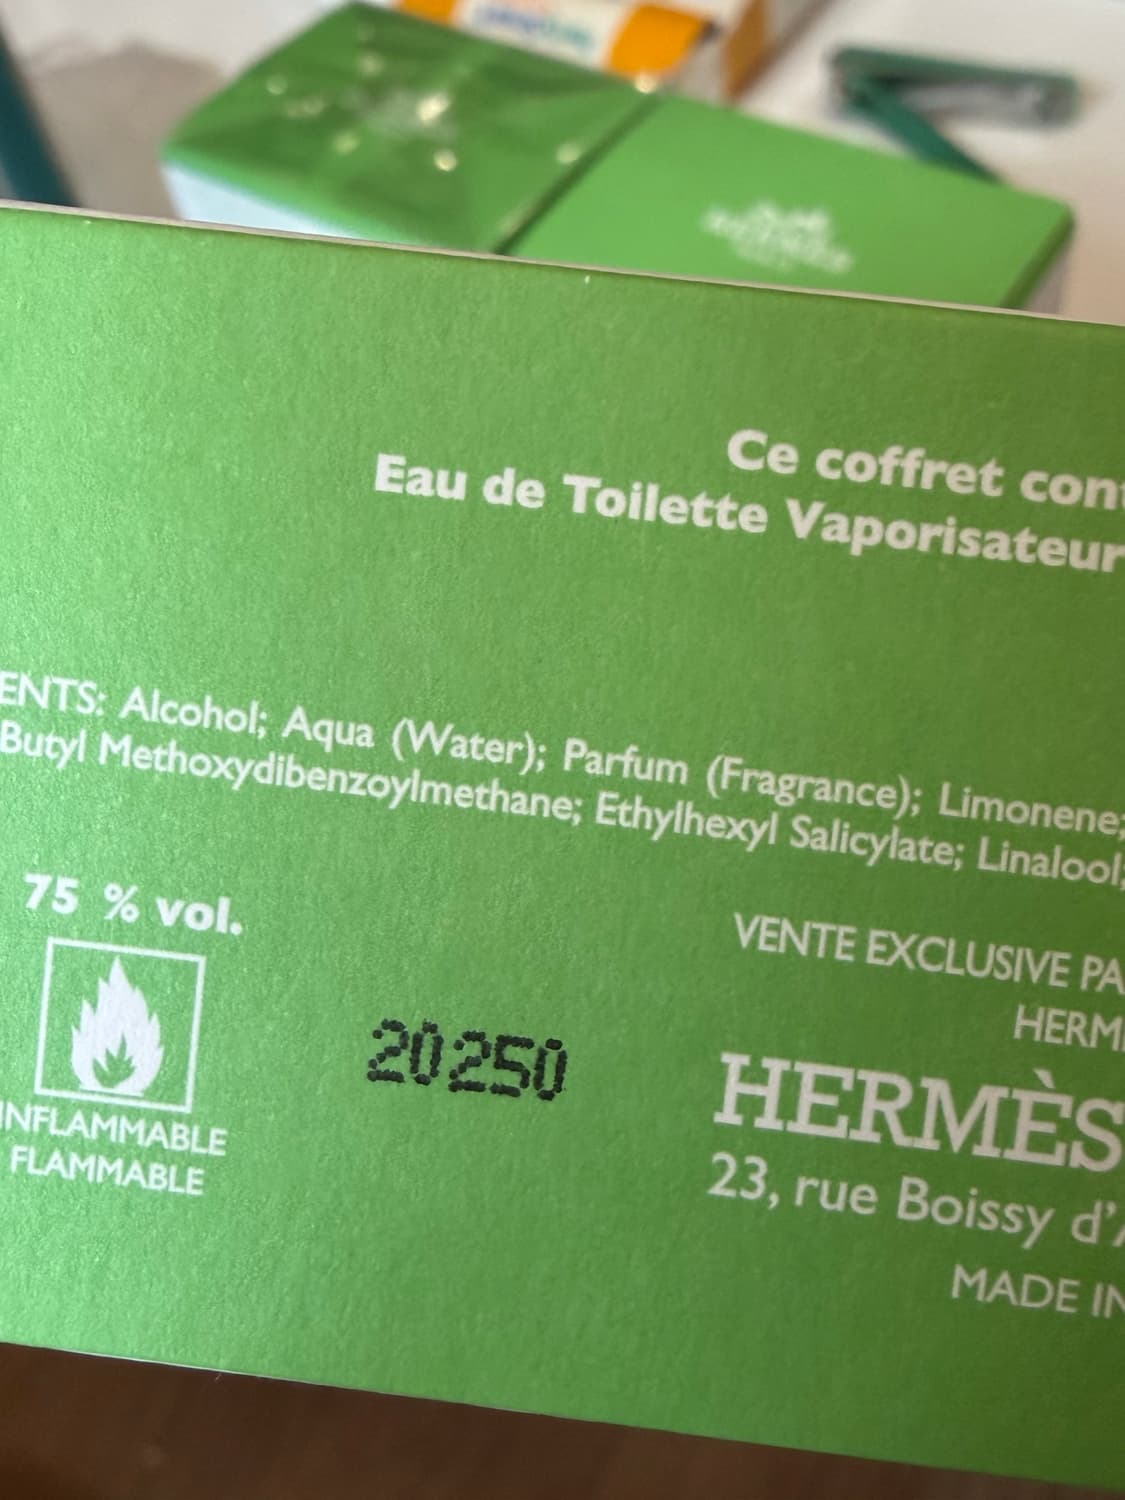 Ce coffret cont
Eau de Toilette Vaporisateur
ENTS: Alcohol; Aqua (Water); Parfum (Fragrance); Limonene;
Butyl Methoxydibenzoylmethane; Ethylhexyl Salicylate; Linalool;
75 % vol.
INFLAMMABLE
FLAMMABLE
20250
VENTE EXCLUSIVE PA
HERM
HERMÈS
23, rue Boissy d'
MADE IN